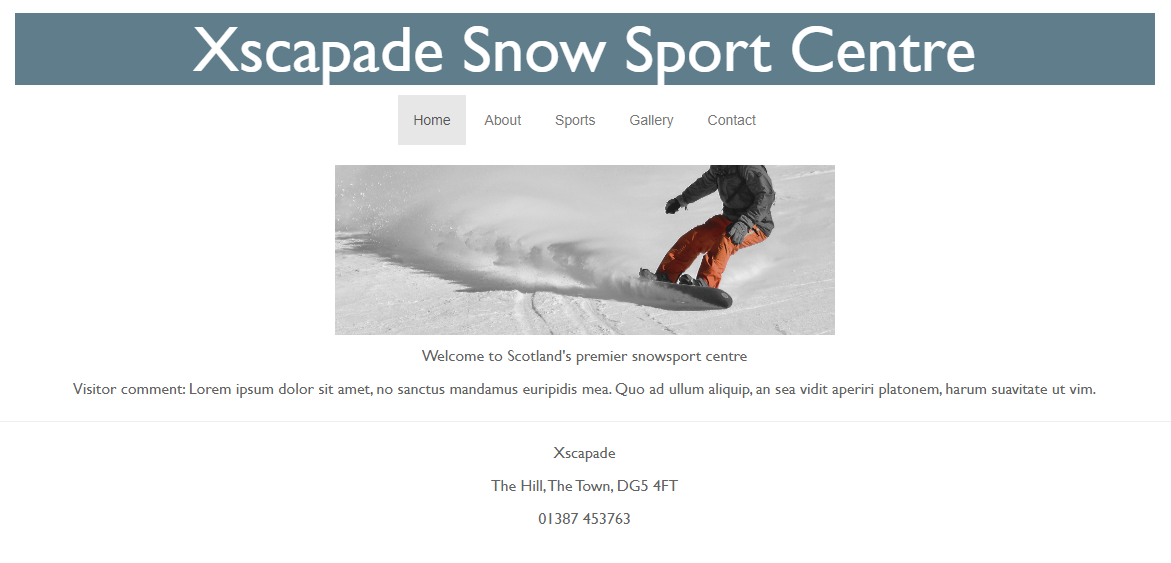 Xscapade Snow Sport Centre
Home About Sports Gallery Contact
Welcome to Scotland's premier snowsport centre
Visitor comment: Lorem ipsum dolor sit amet, no sanctus mandamus euripidis mea. Quo ad ullum aliquip, an sea vidit aperiri platonem, harum suavitate ut vim.
Xscapade
The Hill, The Town, DG5 4FT
01387 453763